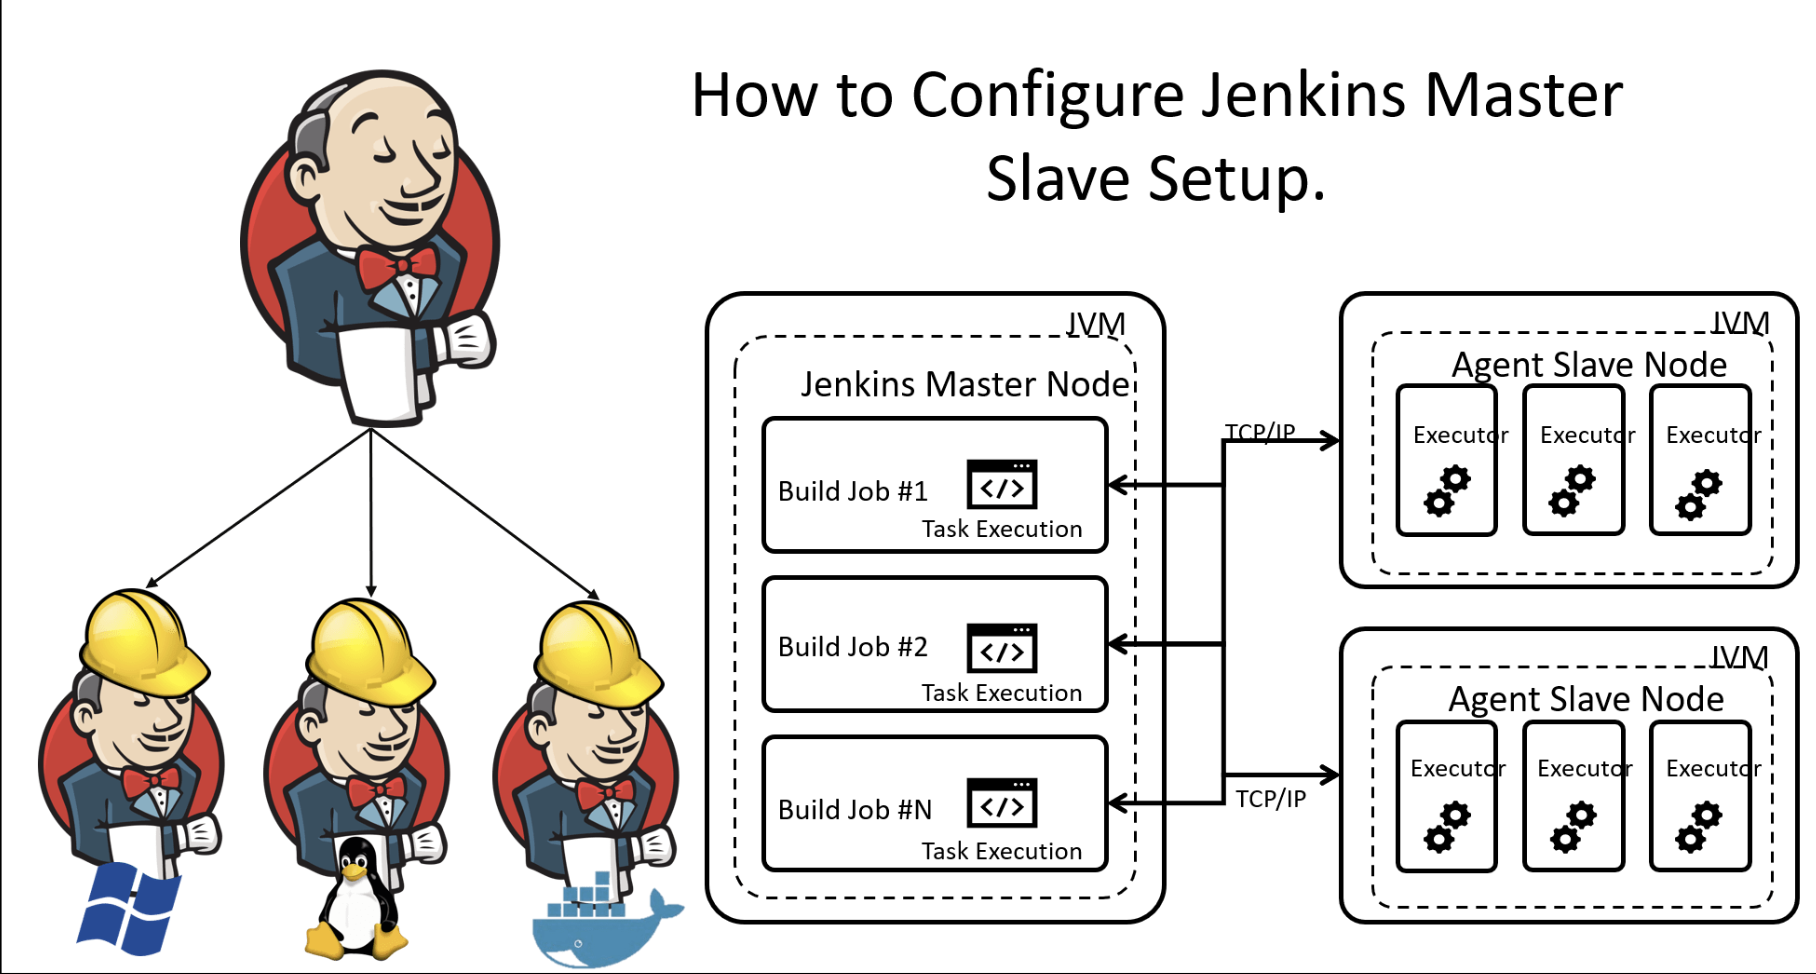 How to Configure Jenkins Master
Slave Setup.
JVM
Jenkins Master Node
Build Job #1
Task Execution
Build Job #2
Task Execution
Build Job #N
Task Execution
TCP/IP
TCP/IP
JVM
Agent Slave Node
Executor Executor Executor
JVM
Agent Slave Node
Executor Executor Executor